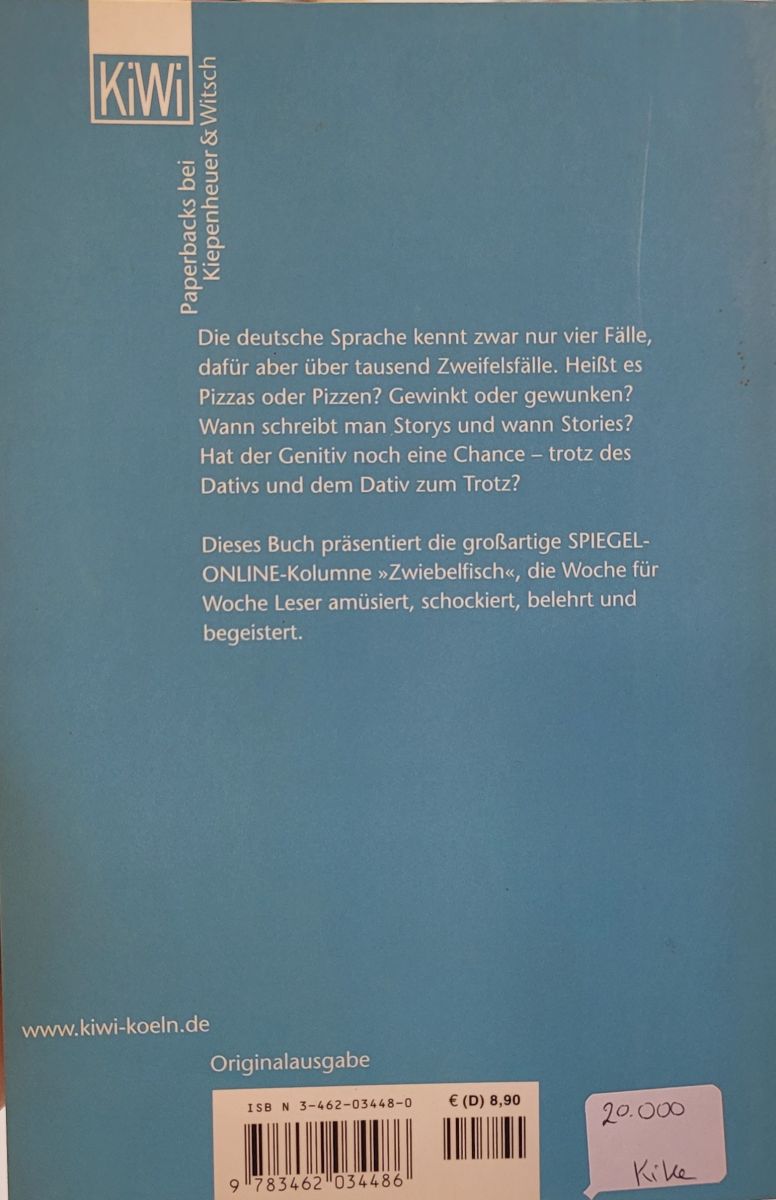 KiWi
Paperbacks bei
Kiepenheuer & Witsch
Die deutsche Sprache kennt zwar nur vier Fälle,
dafür aber über tausend Zweifelsfälle. Heißt es
Pizzas oder Pizzen? Gewinkt oder gewunken?
Wann schreibt man Storys und wann Stories?
Hat der Genitiv noch eine Chance – trotz des
Dativs und dem Dativ zum Trotz?
Dieses Buch präsentiert die großartige SPIEGEL-
ONLINE-Kolumne »Zwiebelfisch«, die Woche für
Woche Leser amüsiert, schockiert, belehrt und
begeistert.
www.kiwi-koeln.de
Originalausgabe
ISB N 3-462-03448-0
€ (D) 8,90
9 783462 034486
20.000
Kike